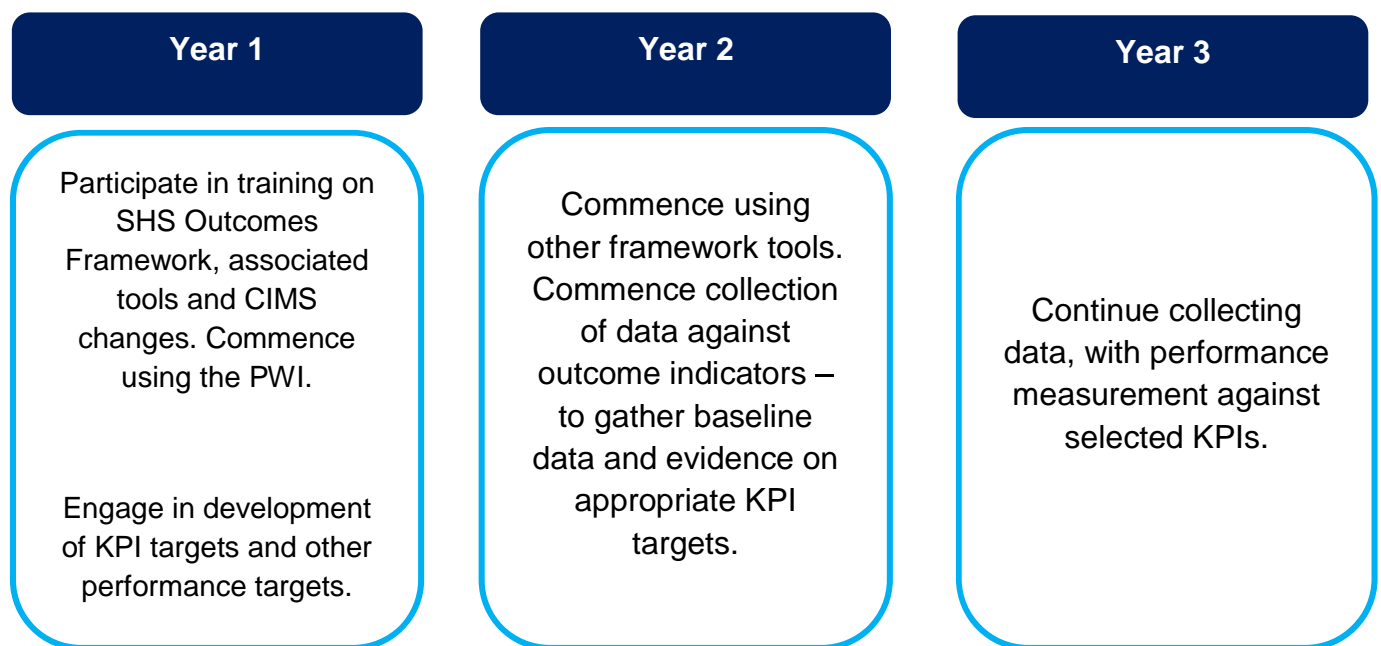 Year 1
Participate in training on
SHS Outcomes
Framework, associated
tools and CIMS
changes. Commence
using the PWI.
Engage in development
of KPI targets and other
performance targets.
Year 2
Commence using
other framework tools.
Commence collection
of data against
outcome indicators –
to gather baseline
data and evidence on
appropriate KPI
targets.
Year 3
Continue collecting
data, with performance
measurement against
selected KPIs.